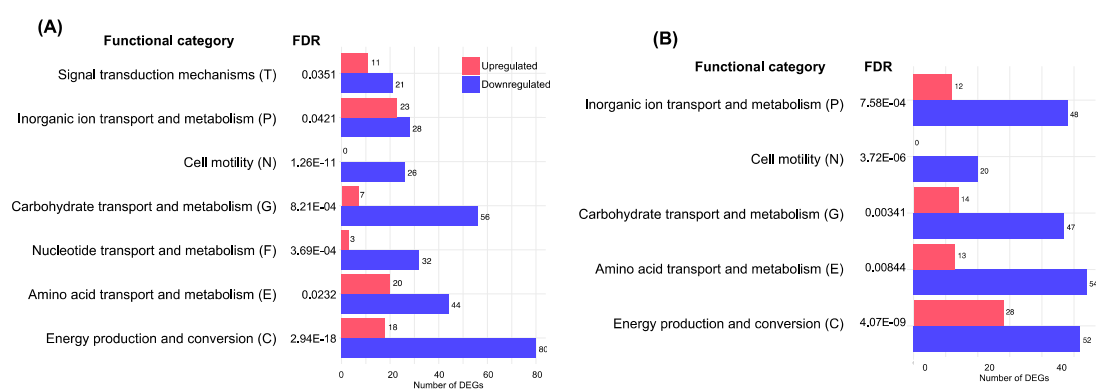 (A)
Functional category FDR
Upregulated
Downregulated
Signal transduction mechanisms (T) 0.0351 11 21
Inorganic ion transport and metabolism (P) 0.0421 23 28
Cell motility (N) 1.26E-11 0 26
Carbohydrate transport and metabolism (G) 8.21E-04 7 56
Nucleotide transport and metabolism (F) 3.69E-04 3 32
Amino acid transport and metabolism (E) 0.0232 20 44
Energy production and conversion (C) 2.94E-18 18 80
0 20 40 60 80
Number of DEGs
(B)
Functional category FDR
Inorganic ion transport and metabolism (P) 7.58E-04 12 48
Cell motility (N) 3.72E-06 0 20
Carbohydrate transport and metabolism (G) 0.00341 14 47
Amino acid transport and metabolism (E) 0.00844 13 54
Energy production and conversion (C) 4.07E-09 28 52
0 0 20 40
Number of DEGs